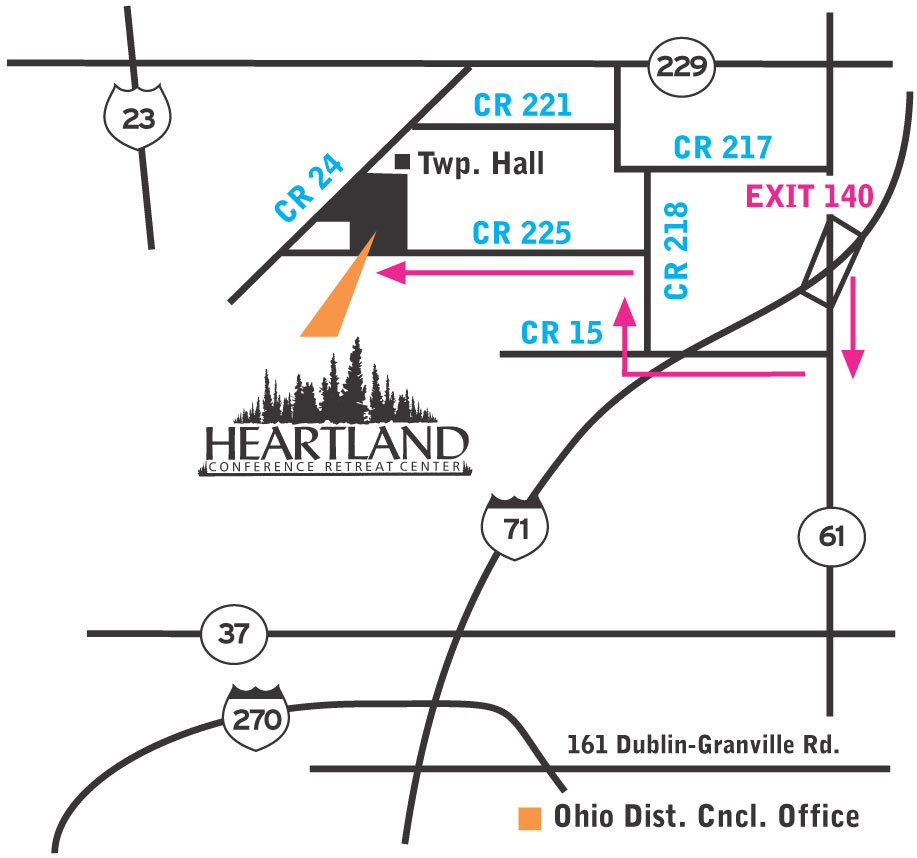 229
CR 221
23
CR 217
Twp. Hall
CR 24
EXIT 140
CR 218
CR 225
CR 15
HEARTLAND
CONFERENCE RETREAT CENTER
71
61
37
270
161 Dublin-Granville Rd.
Ohio Dist. Cncl. Office